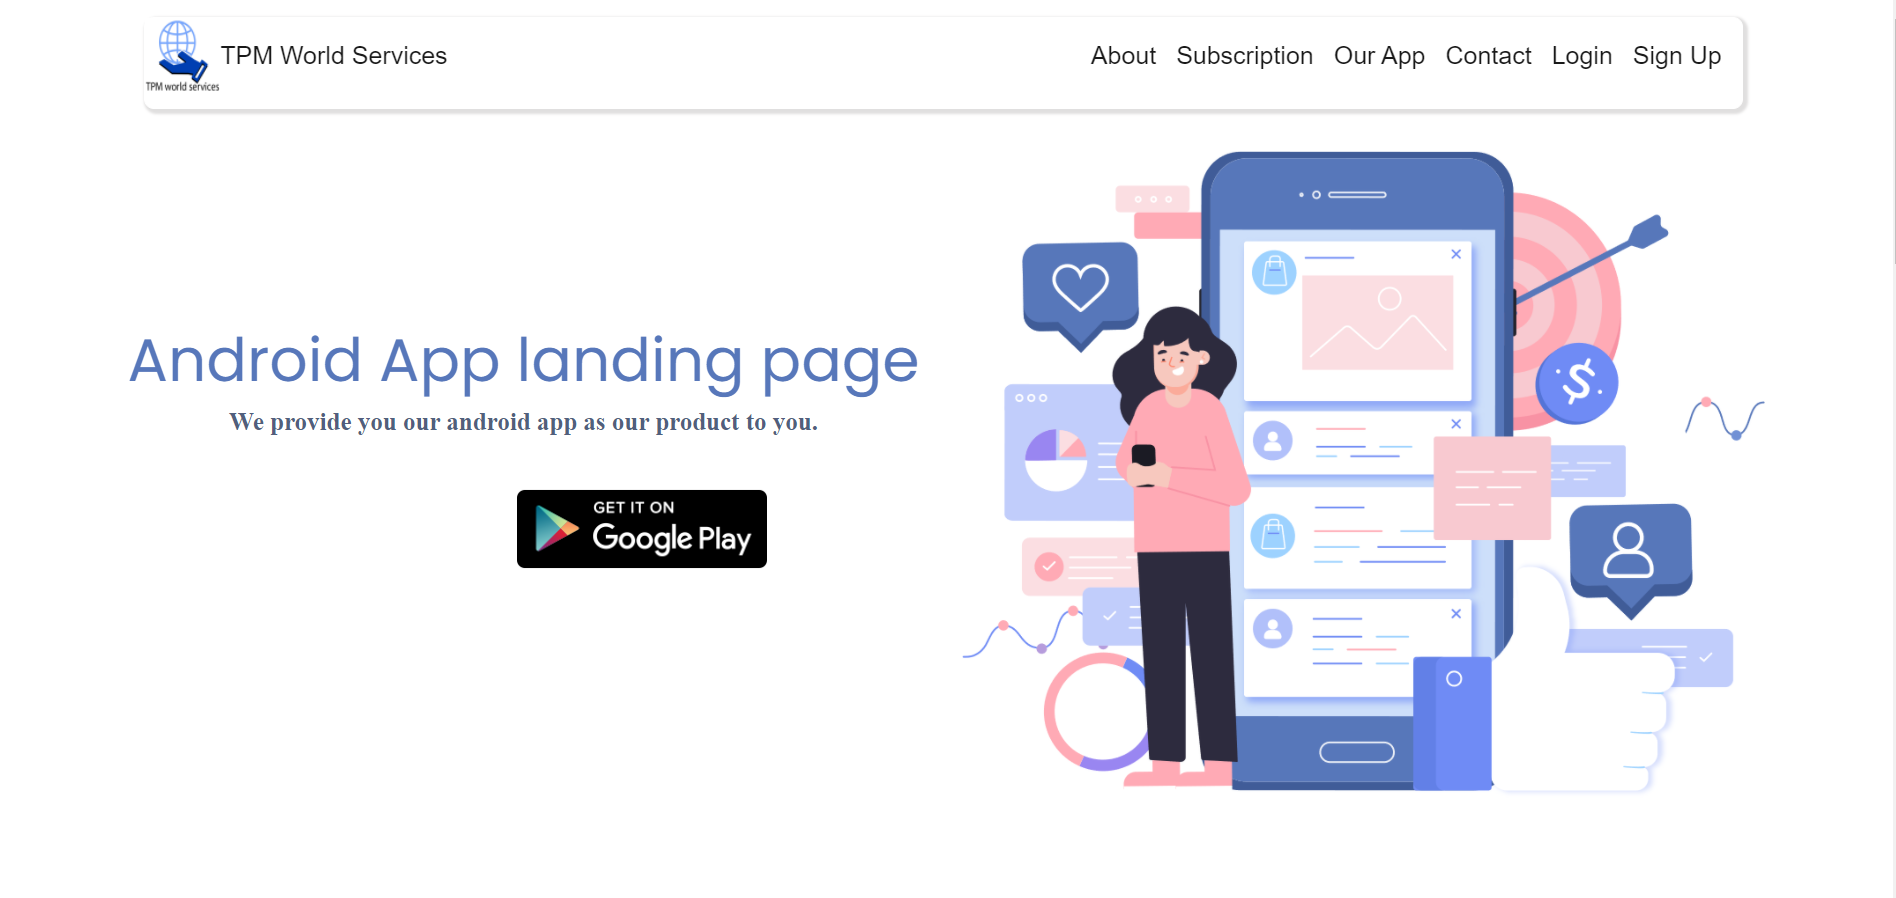 TPM world services
TPM World Services
About Subscription Our App Contact Login Sign Up
Android App landing page
We provide you our android app as our product to you.
GET IT ON
Google Play